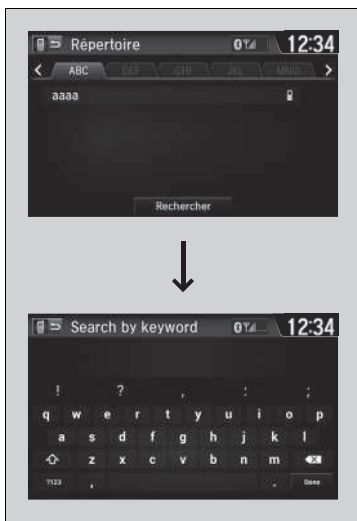 Répertoire 12:34
ABC DEF GHI JKL MNO
aaaa
Rechercher
Search by keyword 12:34
! ? , : ;
q w e r t y u i o p
a s d f g h j k l
z x c v b n m
?123 , . Done